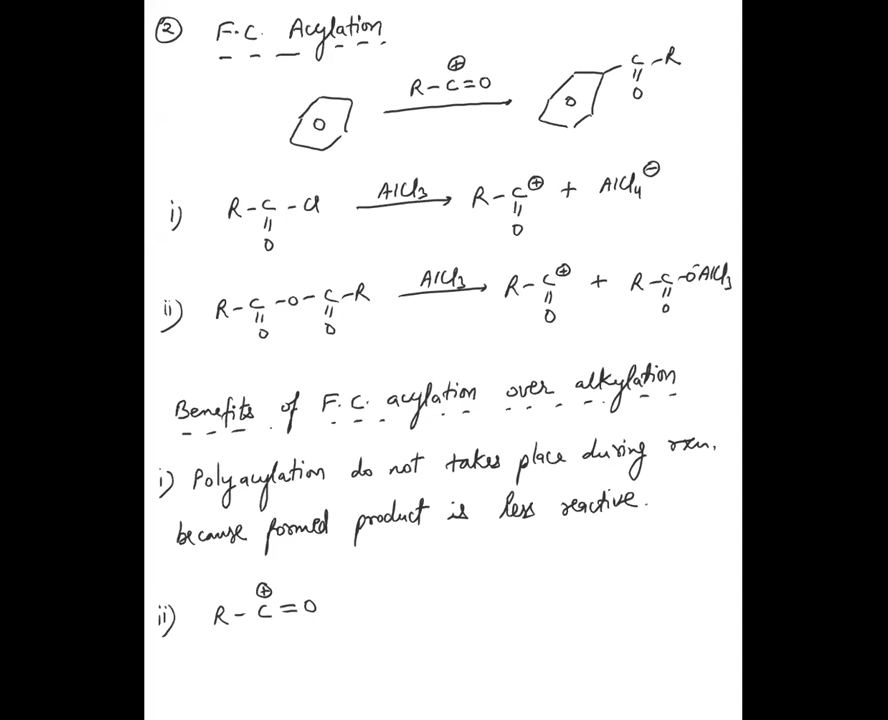 ② F.C. Acylation
R-C⊕=O
C-R
||
O
i) R-C-Cl AlCl3 R-C⊕ + AlCl4⊖
|| ||
O O
ii) R-C-O-C-R AlCl3 R-C⊕ + R-C-ŌAlCl3
|| || || ||
O O O O
Benefits of F.C. acylation over alkylation
i) Polyacylation do not takes place during rxn.
because formed product is less reactive.
ii) R-C⊕=O